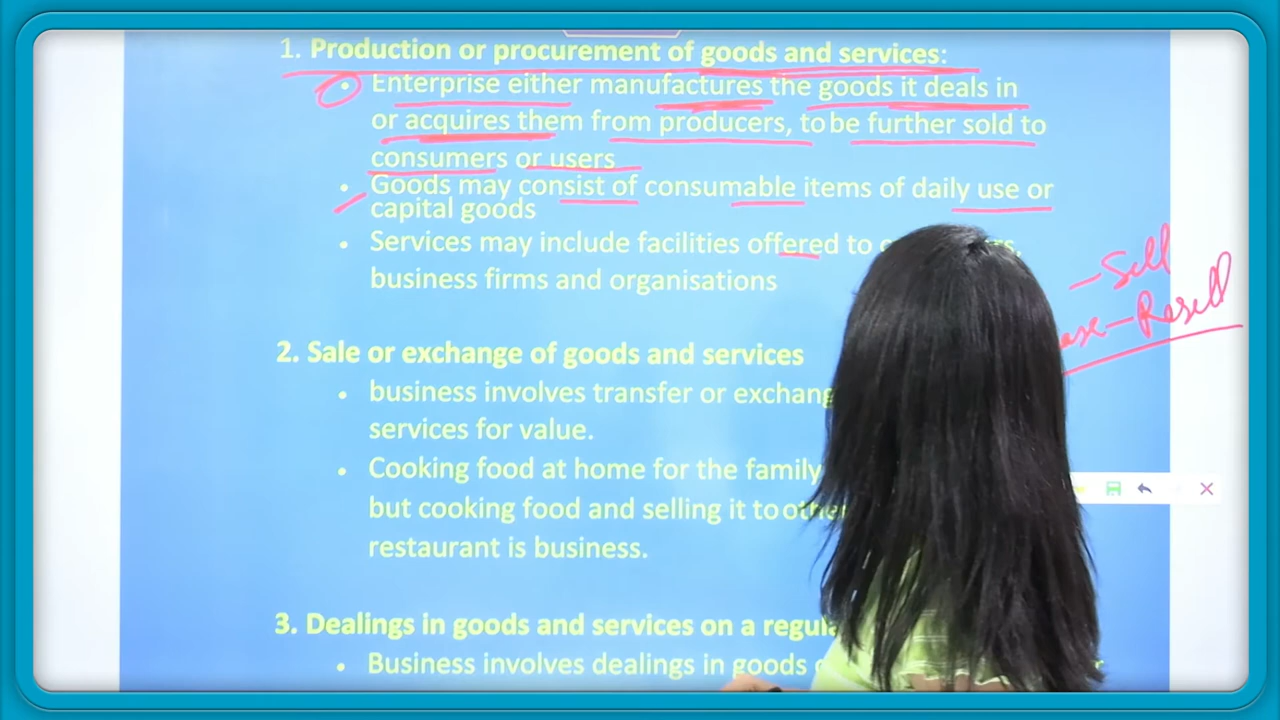 1. Production or procurement of goods and services:
• Enterprise either manufactures the goods it deals in
or acquires them from producers, to be further sold to
consumers or users
• Goods may consist of consumable items of daily use or
capital goods
• Services may include facilities offered to
business firms and organisations
– Sell
– Resell
2. Sale or exchange of goods and services
• business involves transfer or
services for value.
• Cooking food at home for the family
but cooking food and selling it to
restaurant is business.
3. Dealings in goods and services on a
• Business involves dealings in goods